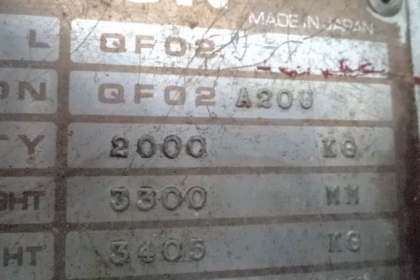 MADE IN JAPAN
L QF02
ON QF02 A20U
TY 2000 KG
GHT 3300 MM
HT 3405 KG